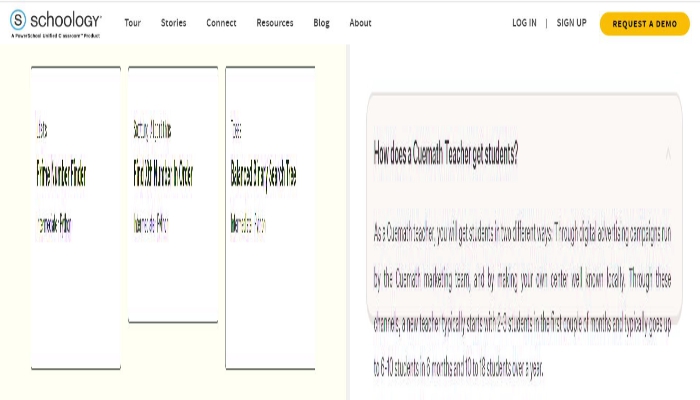 S schoology
A PowerSchool Unified Classroom™ Product
Tour Stories Connect Resources Blog About
LOG IN | SIGN UP REQUEST A DEMO
Sorting Algorithms
Trees
Prime Number Finder
Find Kth Number In Order
Balanced Binary Search Tree
Intermediate Python
Intermediate Python
Intermediate Python
How does a Cuemath Teacher get students?
As a Cuemath teacher, you will get students in two different ways: Through digital advertising campaigns run
by the Cuemath marketing team, and by making your own center well known locally. Through these
channels, a new teacher typically starts with 2-3 students in the first couple of months and typically goes up
to 6-10 students in 6 months and 10 to 18 students over a year.